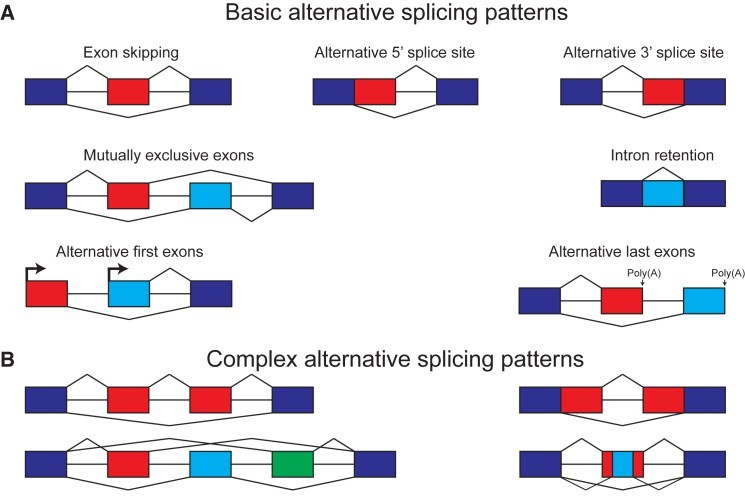 A
Basic alternative splicing patterns
Exon skipping
Alternative 5’ splice site
Alternative 3’ splice site
Mutually exclusive exons
Intron retention
Alternative first exons
Alternative last exons
Poly(A)
Poly(A)
B
Complex alternative splicing patterns